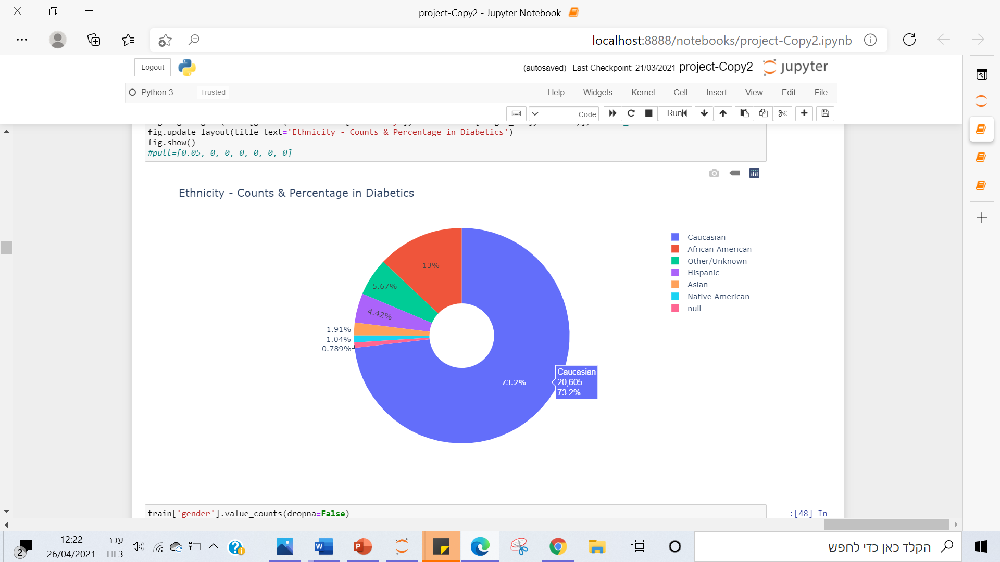 project-Copy2 - Jupyter Notebook
localhost:8888/notebooks/project-Copy2.ipynb
Logout
(autosaved) Last Checkpoint: 21/03/2021 project-Copy2 jupyter
Python 3
Trusted
Help Widgets Kernel Cell Insert View Edit File
Code
Run
fig.update_layout(title_text='Ethnicity - Counts & Percentage in Diabetics')
fig.show()
#pull=[0.05, 0, 0, 0, 0, 0, 0]
Ethnicity - Counts & Percentage in Diabetics
13%
5.67%
4.42%
1.91%
1.04%
0.789%
73.2%
Caucasian
20,605
73.2%
Caucasian
African American
Other/Unknown
Hispanic
Asian
Native American
null
train['gender'].value_counts(dropna=False)
:[48] In
2
12:22
26/04/2021
עבר
HE3
W
P
הקלד כאן כדי לחפש